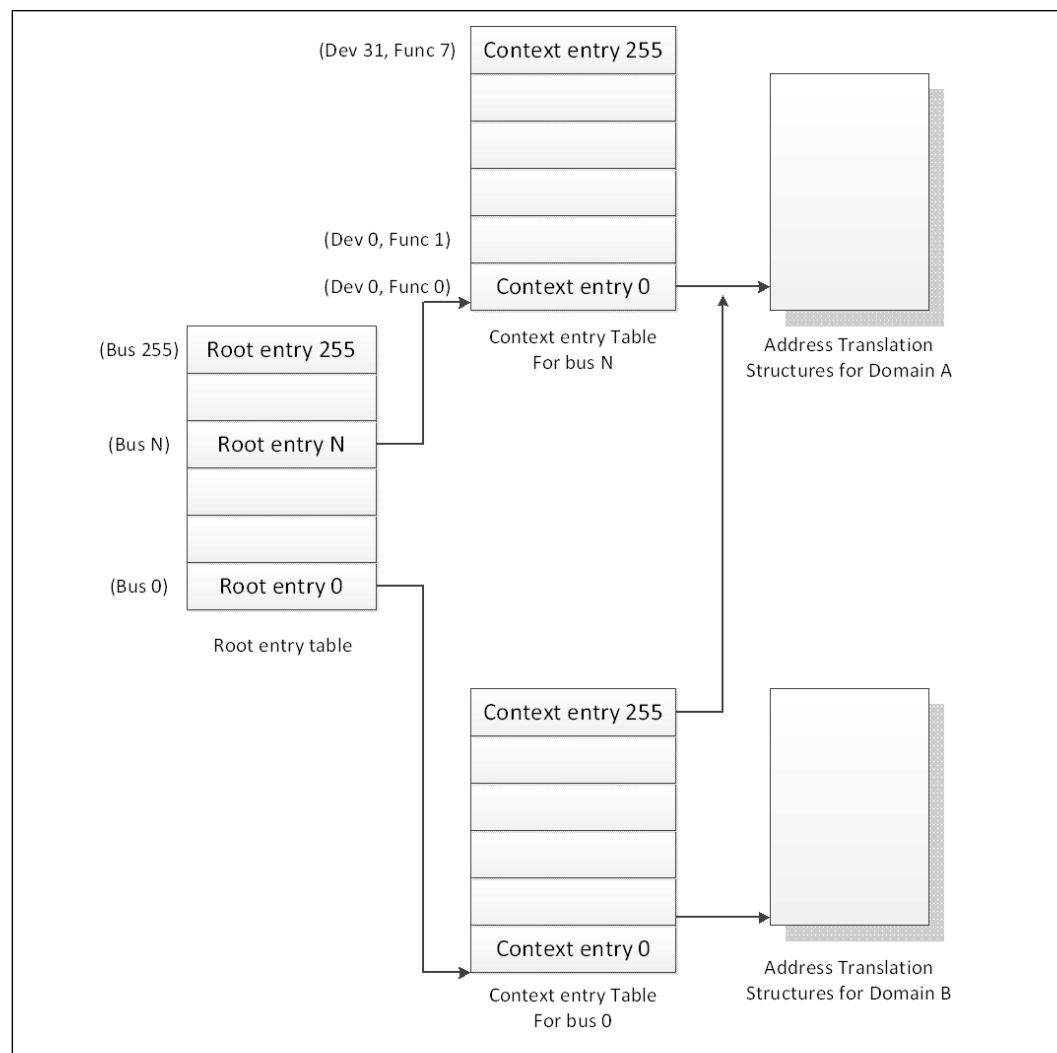 (Dev 31, Func 7)
Context entry 255
(Dev 0, Func 1)
(Dev 0, Func 0)
Context entry 0
Context entry Table
For bus N
Address Translation
Structures for Domain A
(Bus 255)
Root entry 255
(Bus N)
Root entry N
(Bus 0)
Root entry 0
Root entry table
Context entry 255
Context entry 0
Context entry Table
For bus 0
Address Translation
Structures for Domain B